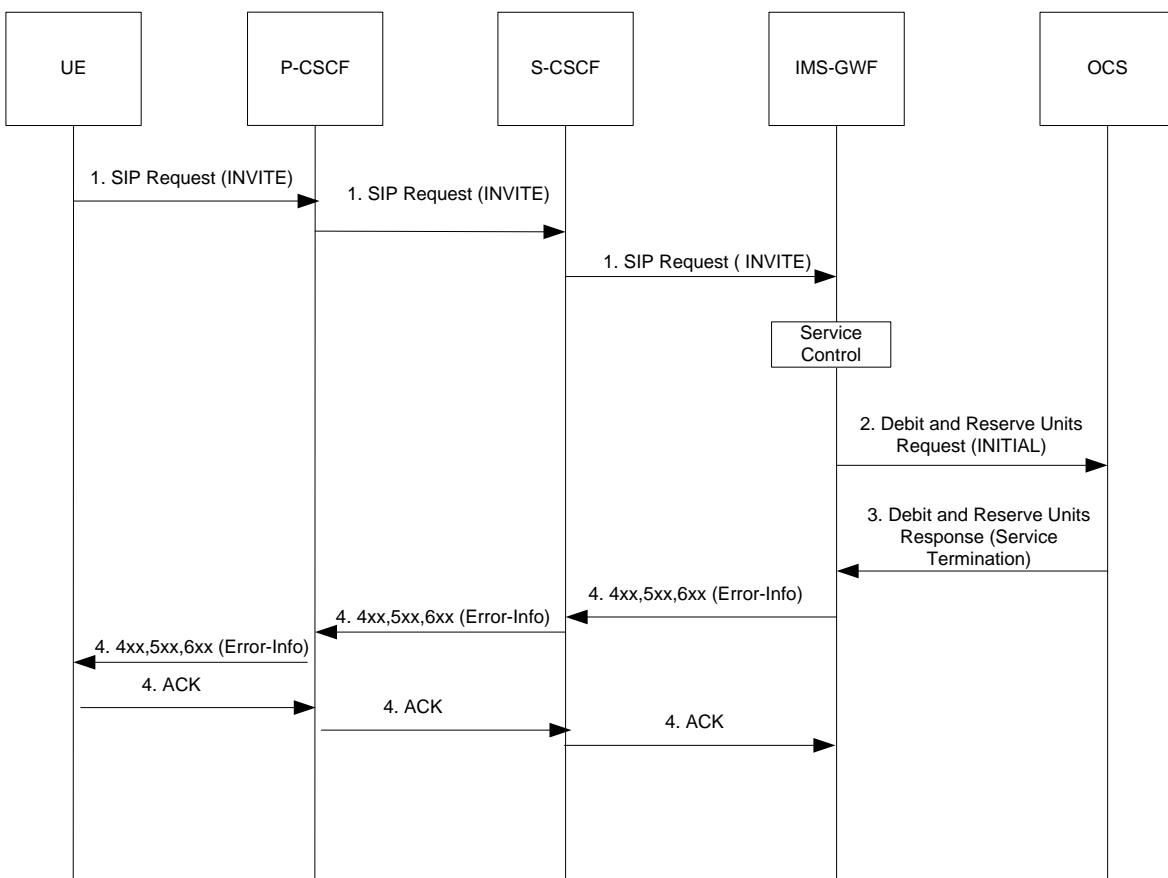 UE
P-CSCF
S-CSCF
IMS-GWF
OCS
1. SIP Request (INVITE)
1. SIP Request (INVITE)
1. SIP Request ( INVITE)
Service
Control
2. Debit and Reserve Units
Request (INITIAL)
3. Debit and Reserve Units
Response (Service
Termination)
4. 4xx,5xx,6xx (Error-Info)
4. 4xx,5xx,6xx (Error-Info)
4. 4xx,5xx,6xx (Error-Info)
4. ACK
4. ACK
4. ACK